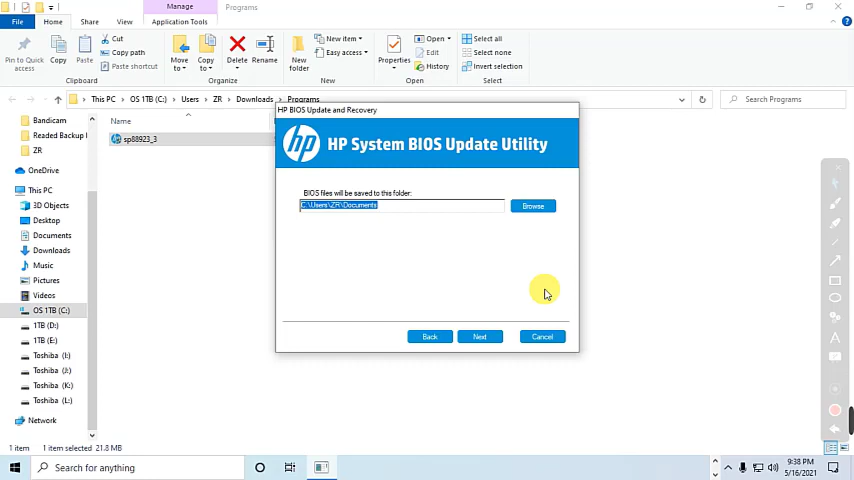 Manage
Programs
File
Home
Share
View
Application Tools
Pin to Quick access
Copy
Paste
Cut
Copy path
Paste shortcut
Clipboard
Move to
Copy to
Delete
Rename
Organize
New folder
New item
Easy access
New
Properties
Open
Edit
History
Open
Select all
Select none
Invert selection
Select
This PC > OS 1TB (C:) > Users > ZR > Downloads > Programs
Search Programs
Bandicam
Readed Backup
ZR
OneDrive
This PC
3D Objects
Desktop
Documents
Downloads
Music
Pictures
Videos
OS 1TB (C:)
1TB (D:)
1TB (E:)
Toshiba (I:)
Toshiba (J:)
Toshiba (K:)
Toshiba (L:)
Network
Name
sp88923_3
HP BIOS Update and Recovery
hp
HP System BIOS Update Utility
BIOS files will be saved to this folder:
C:\Users\ZR\Documents
Browse
Back
Next
Cancel
1 item
1 item selected 21.8 MB
Search for anything
9:38 PM
5/16/2021